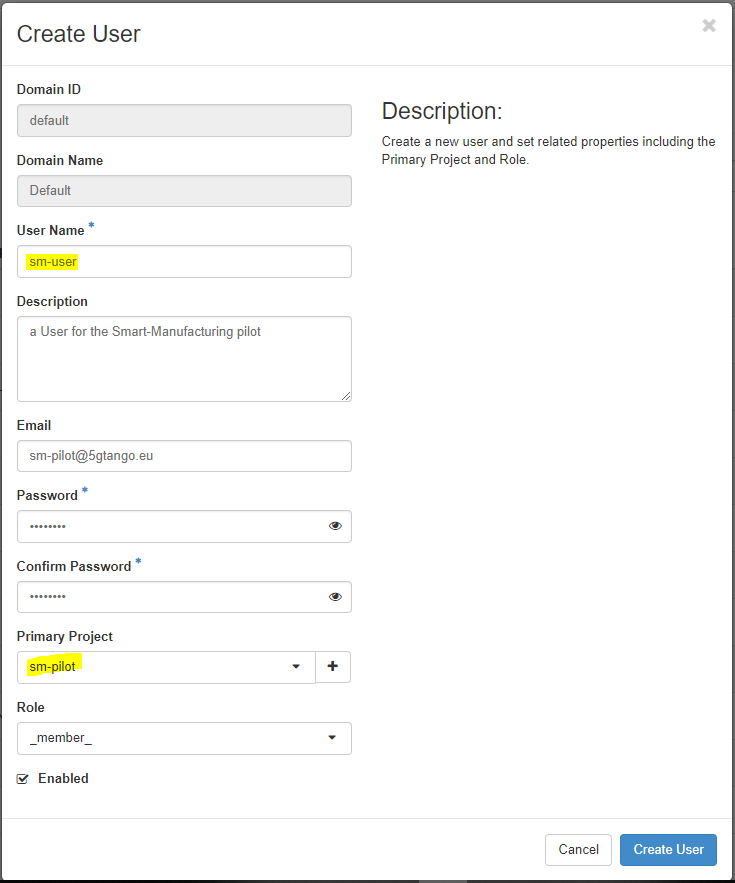 Create User
×
Domain ID
default
Domain Name
Default
User Name *
sm-user
Description
a User for the Smart-Manufacturing pilot
Email
sm-pilot@5gtango.eu
Password *
••••••••
Confirm Password *
••••••••
Primary Project
sm-pilot
+
Role
_member_
Enabled
Description:
Create a new user and set related properties including the
Primary Project and Role.
Cancel
Create User